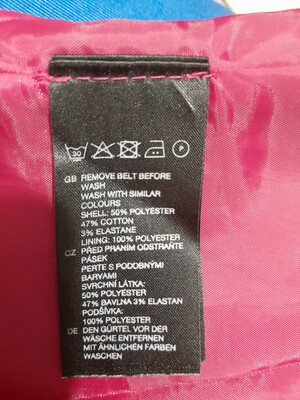 30
P
GB REMOVE BELT BEFORE
WASH
WASH WITH SIMILAR
COLOURS
SHELL: 50% POLYESTER
47% COTTON
3% ELASTANE
LINING: 100% POLYESTER
CZ PŘED PRANÍM ODSTRAŇTE
PÁSEK
PERTE S PODOBNÝMI
BARVAMI
SVRCHNÍ LÁTKA:
50% POLYESTER
47% BAVLNA 3% ELASTAN
PODŠÍVKA:
100% POLYESTER
DE DEN GÜRTEL VOR DER
WÄSCHE ENTFERNEN
MIT ÄHNLICHEN FARBEN
WASCHEN